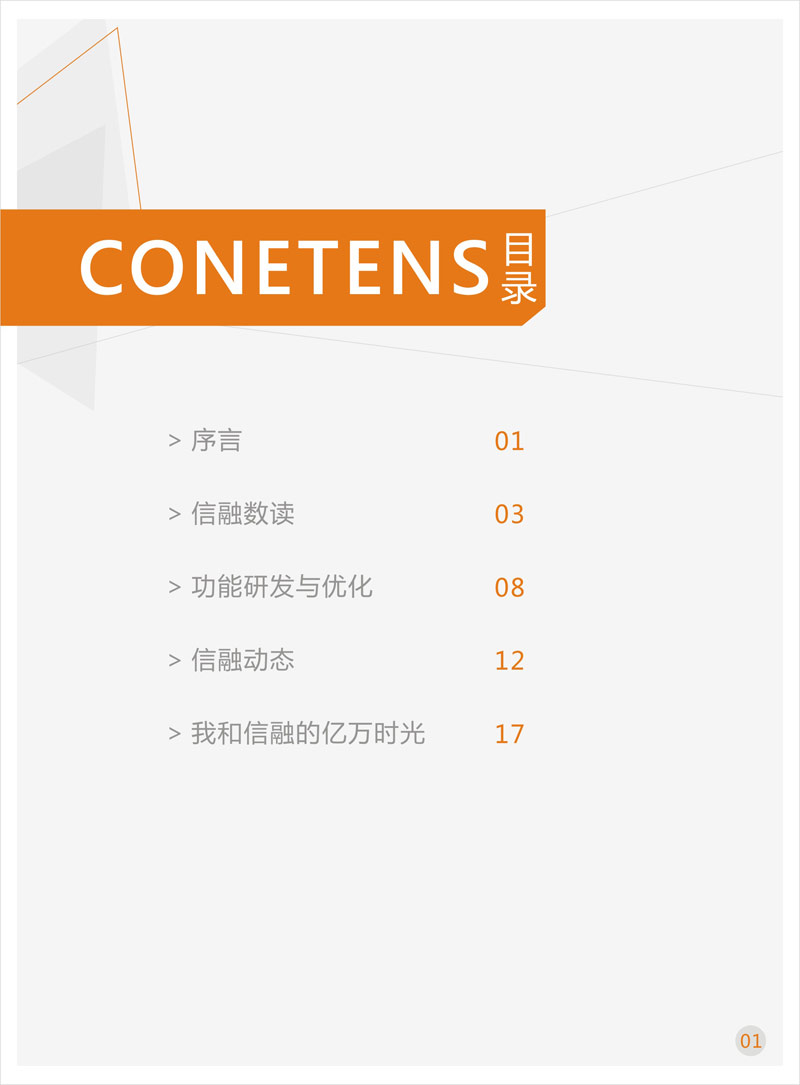 CONETENS 目录
> 序言 01
> 信融数读 03
> 功能研发与优化 08
> 信融动态 12
> 我和信融的亿万时光 17
01